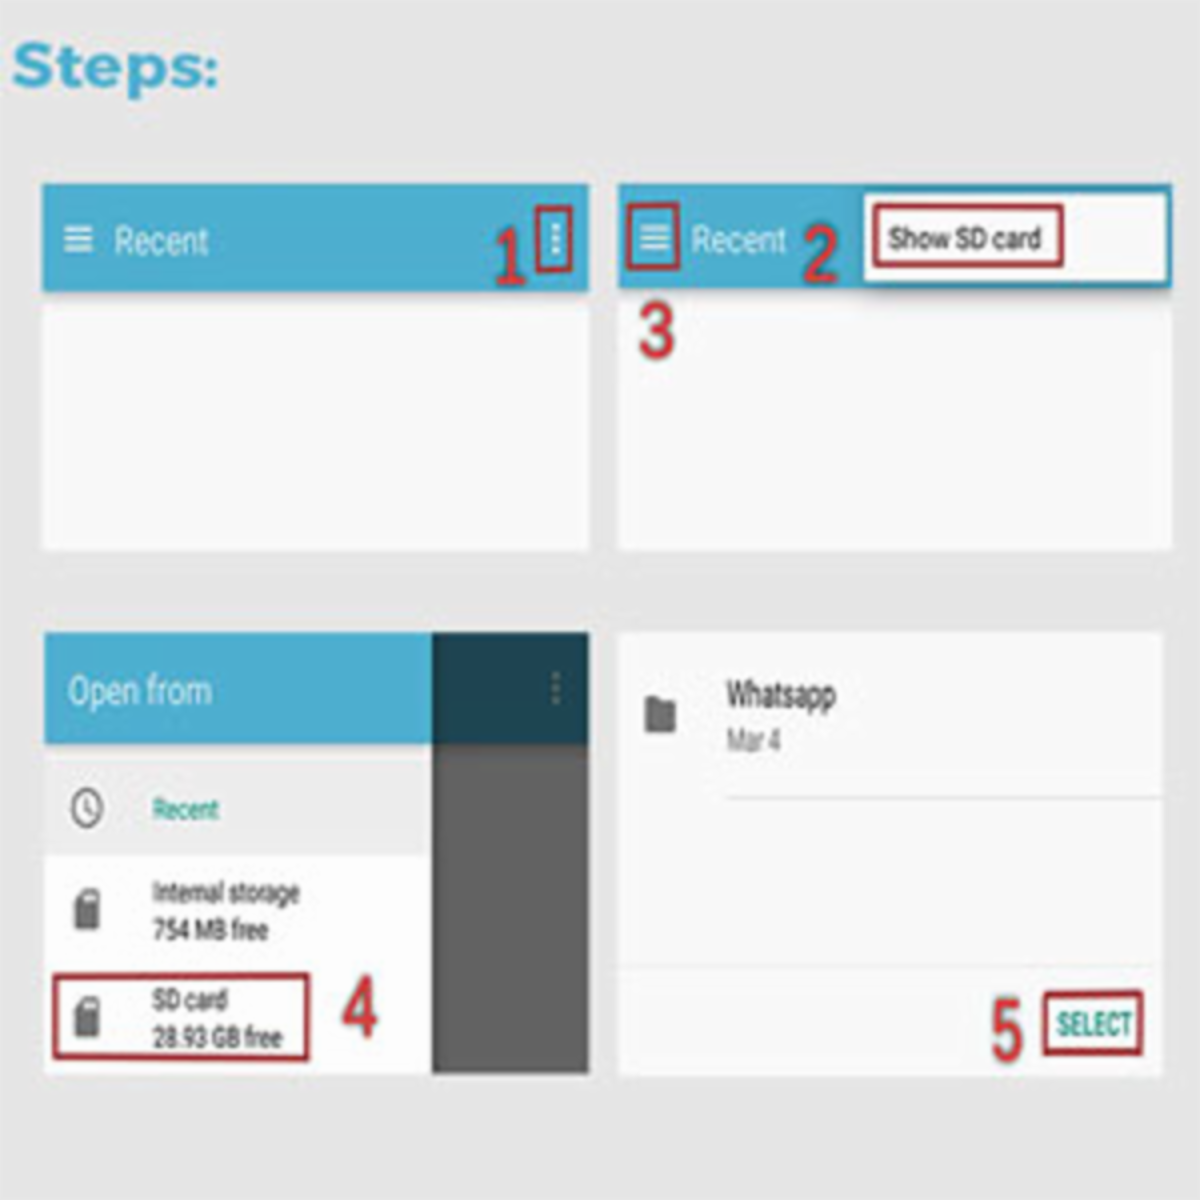 Steps:
Recent
1
Recent
2
Show SD card
3
Open from
Recent
Internal storage
754 MB free
SD card
28.93 GB free
4
Whatsapp
Mar 4
5
SELECT